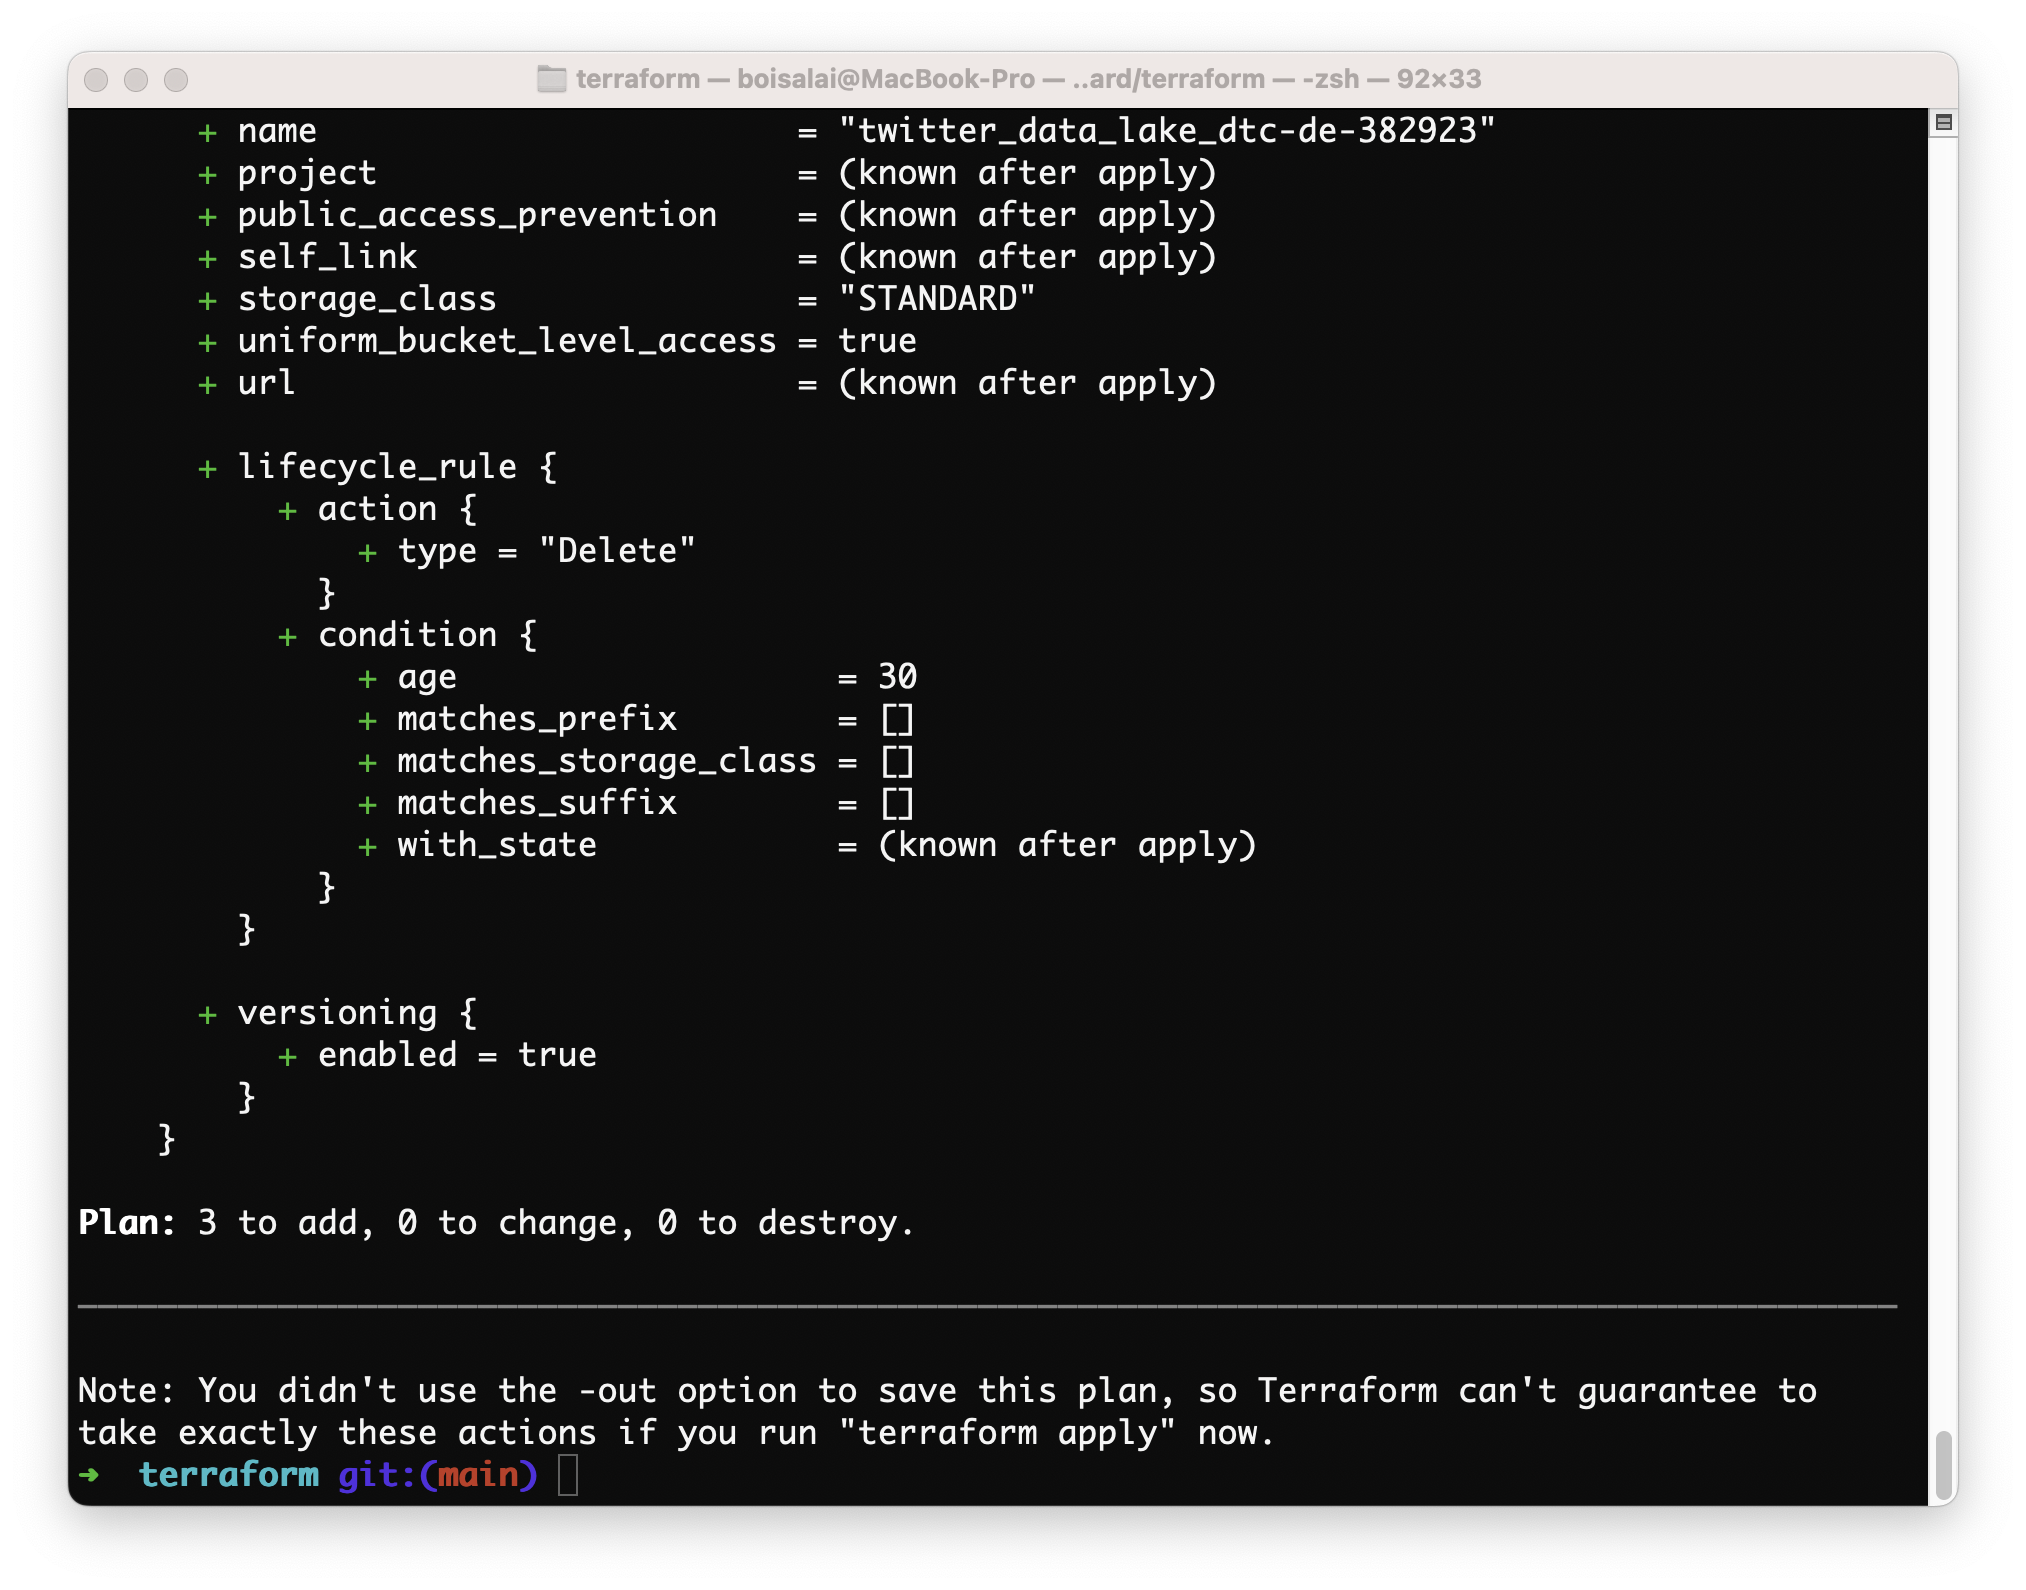 terraform — boisalai@MacBook-Pro — ..ard/terraform — -zsh — 92×33
+ name = "twitter_data_lake_dtc-de-382923"
+ project = (known after apply)
+ public_access_prevention = (known after apply)
+ self_link = (known after apply)
+ storage_class = "STANDARD"
+ uniform_bucket_level_access = true
+ url = (known after apply)
+ lifecycle_rule {
+ action {
+ type = "Delete"
}
+ condition {
+ age = 30
+ matches_prefix = []
+ matches_storage_class = []
+ matches_suffix = []
+ with_state = (known after apply)
}
}
+ versioning {
+ enabled = true
}
}
Plan: 3 to add, 0 to change, 0 to destroy.
Note: You didn't use the -out option to save this plan, so Terraform can't guarantee to
take exactly these actions if you run "terraform apply" now.
➜ terraform git:(main)